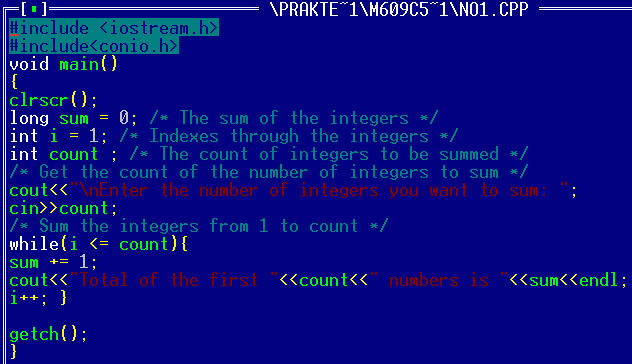 [▪] \PRAKTE~1\M609C5~1\NO1.CPP
#include <iostream.h>
#include<conio.h>
void main()
{
clrscr();
long sum = 0; /* The sum of the integers */
int i = 1; /* Indexes through the integers */
int count ; /* The count of integers to be summed */
/* Get the count of the number of integers to sum */
cout<<"\nEnter the number of integers you want to sum: ";
cin>>count;
/* Sum the integers from 1 to count */
while(i <= count){
sum += 1;
cout<<"Total of the first "<<count<<" numbers is "<<sum<<endl;
i++; }
getch();
}